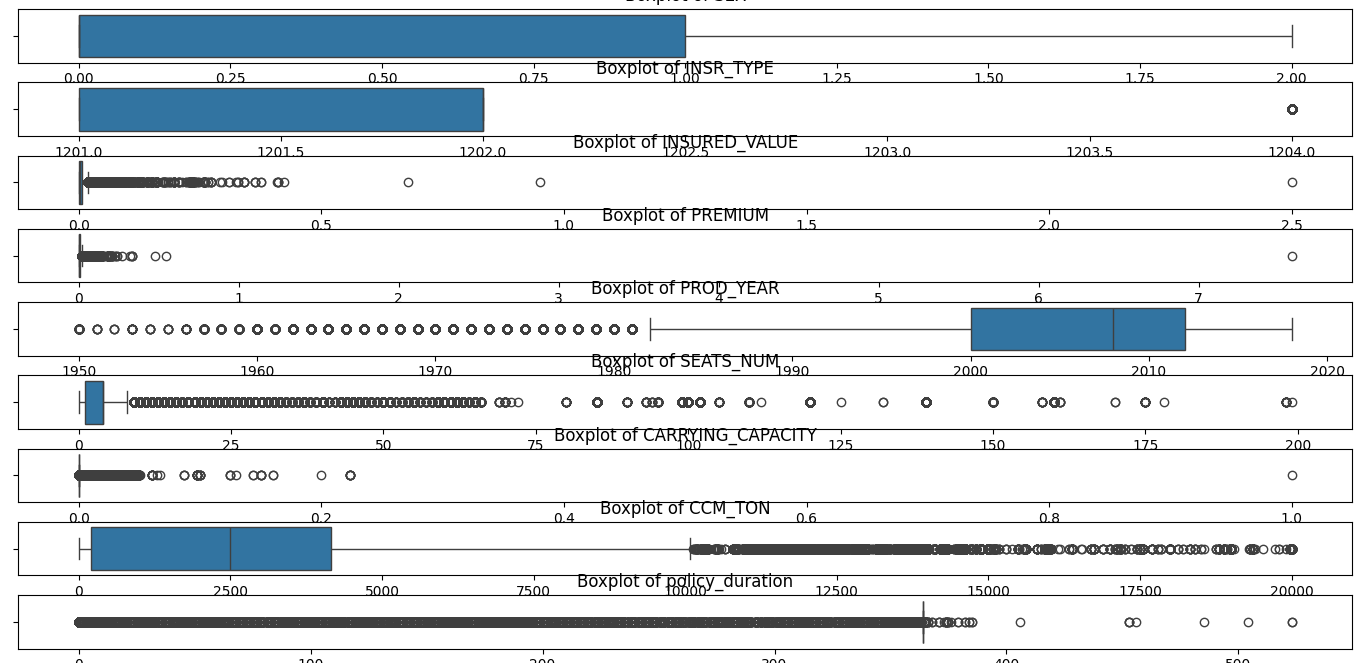 Boxplot of SEX
0.00 0.25 0.50 0.75 1.00 1.25 1.50 1.75 2.00
Boxplot of INSR_TYPE
1201.0 1201.5 1202.0 1202.5 1203.0 1203.5 1204.0
Boxplot of INSURED_VALUE
0.0 0.5 1.0 1.5 2.0 2.5
Boxplot of PREMIUM
0 1 2 3 4 5 6 7
Boxplot of PROD_YEAR
1950 1960 1970 1980 1990 2000 2010 2020
Boxplot of SEATS_NUM
0 25 50 75 100 125 150 175 200
Boxplot of CARRYING_CAPACITY
0.0 0.2 0.4 0.6 0.8 1.0
Boxplot of CCM_TON
0 2500 5000 7500 10000 12500 15000 17500 20000
Boxplot of policy_duration
0 100 200 300 400 500